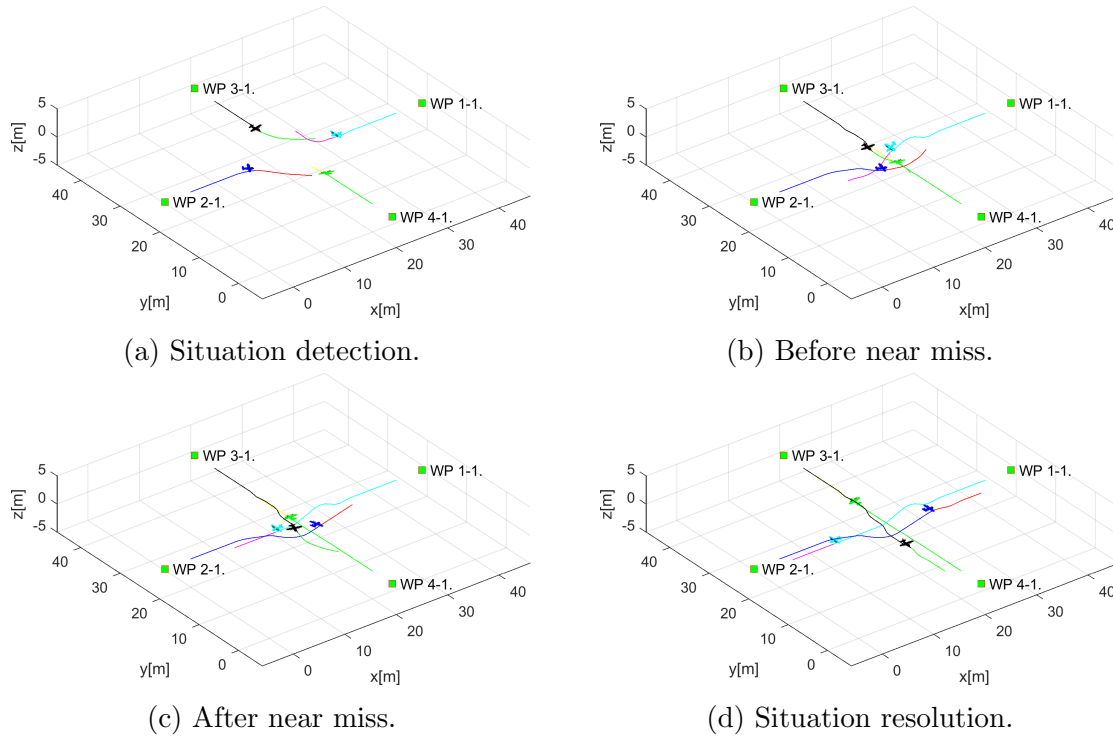 5
0
-5
z[m]
40
30
20
10
0
y[m]
0
10
20
30
40
x[m]
WP 3-1.
WP 1-1.
WP 2-1.
WP 4-1.
(a) Situation detection.
5
0
-5
z[m]
40
30
20
10
0
y[m]
0
10
20
30
40
x[m]
WP 3-1.
WP 1-1.
WP 2-1.
WP 4-1.
(b) Before near miss.
5
0
-5
z[m]
40
30
20
10
0
y[m]
0
10
20
30
40
x[m]
WP 3-1.
WP 1-1.
WP 2-1.
WP 4-1.
(c) After near miss.
5
0
-5
z[m]
40
30
20
10
0
y[m]
0
10
20
30
40
x[m]
WP 3-1.
WP 1-1.
WP 2-1.
WP 4-1.
(d) Situation resolution.